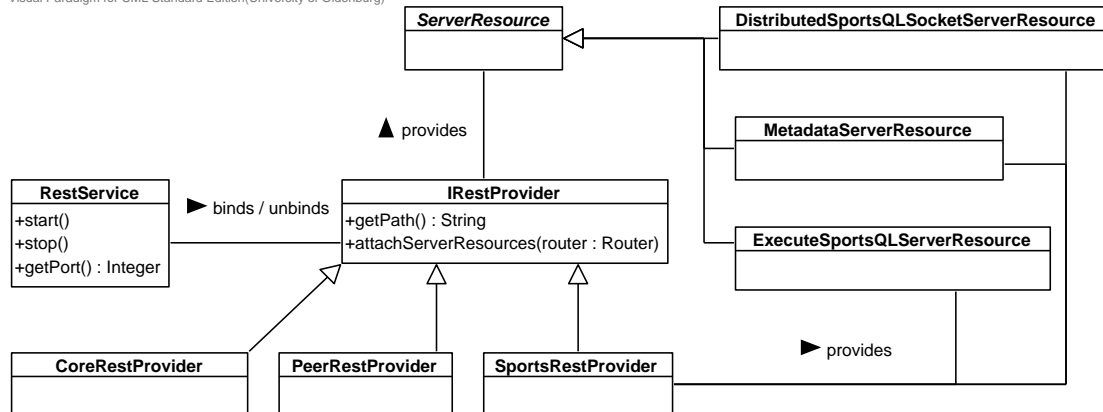 Visual Paradigm for UML Standard Edition(University of Oldenburg)
ServerResource
DistributedSportsQLSocketServerResource
provides
MetadataServerResource
RestService
+start()
+stop()
+getPort() : Integer
binds / unbinds
IRestProvider
+getPath() : String
+attachServerResources(router : Router)
ExecuteSportsQLServerResource
provides
CoreRestProvider
PeerRestProvider
SportsRestProvider